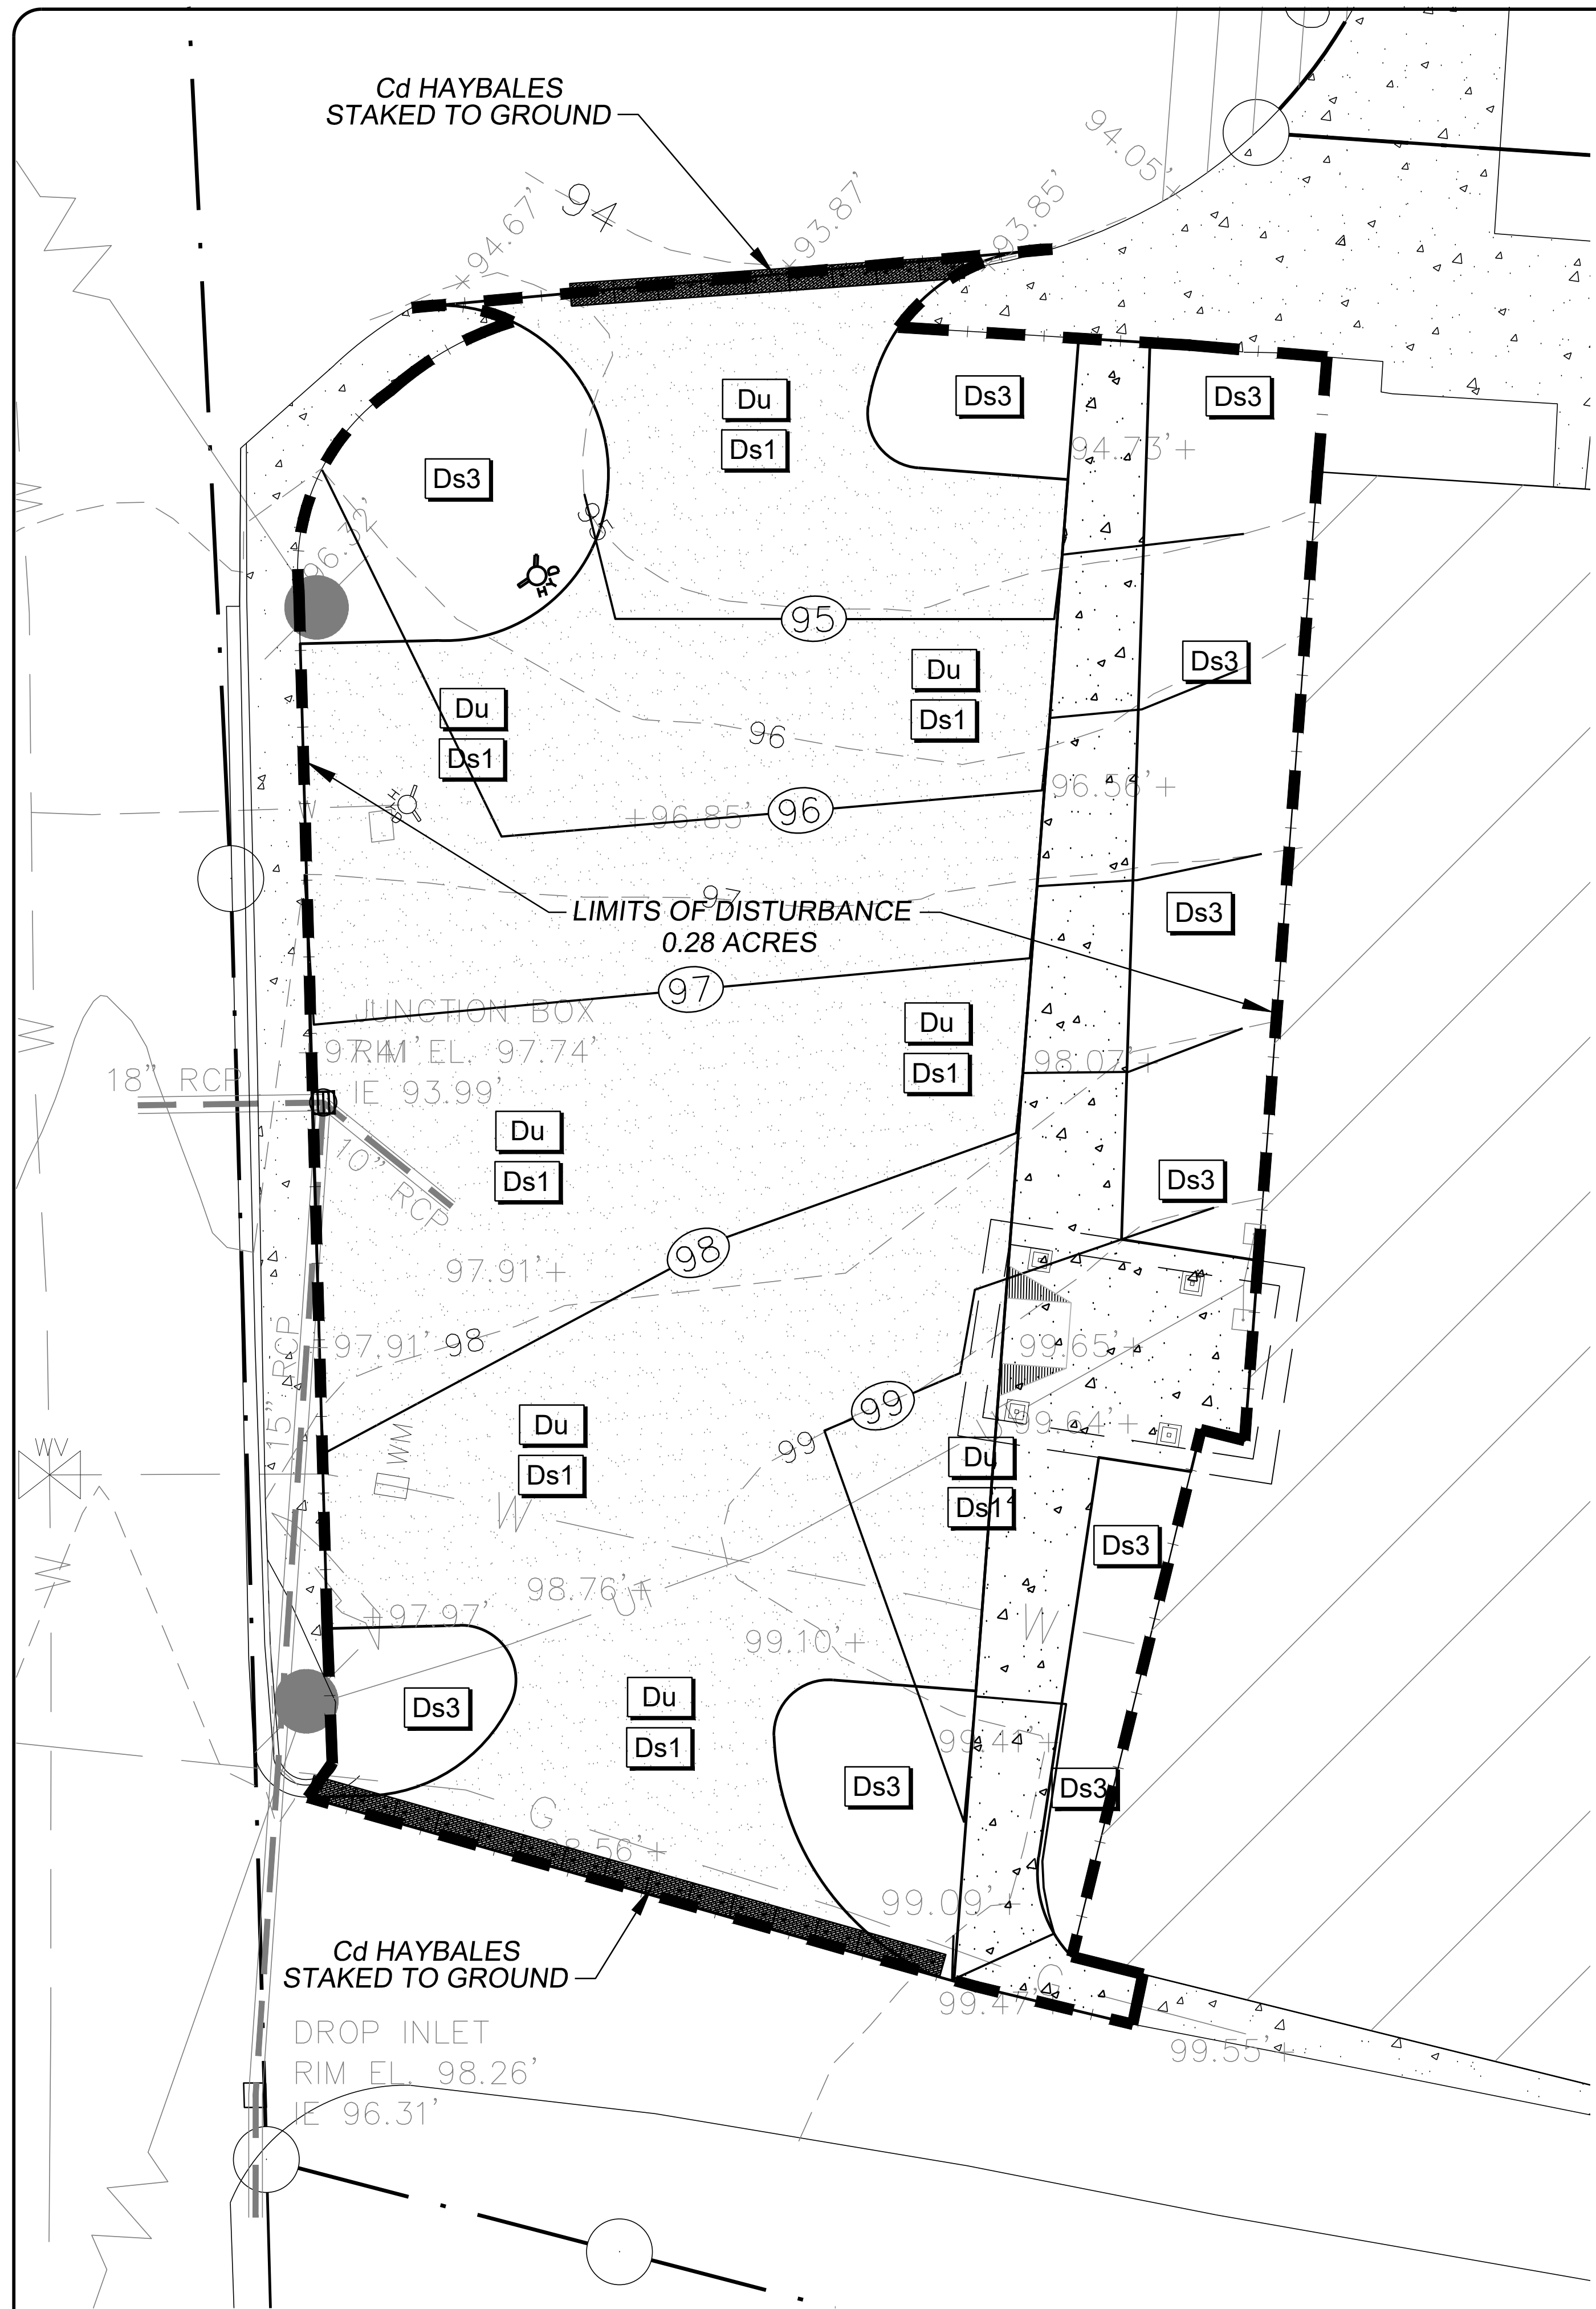 Cd HAYBALES
STAKED TO GROUND
94.05'+
94
+94.67'
+93.87'
+93.85'
Du
Ds3
Ds3
Ds1
94.73'+
Ds3
95
96.32'
HYD
95
Du
Ds3
Du
Ds1
96
Ds1
96.56'+
HYD
W
+96.85'
96
97
LIMITS OF DISTURBANCE
0.28 ACRES
Ds3
97
JUNCTION BOX
RIM EL. 97.74'
97.41'
IE 93.99'
Du
98.07'+
Ds1
18" RCP
Du
10" RCP
Ds1
Ds3
98
97.91'+
+97.91'
98
99.65'+
15" RCP
99
99.64'+
99
WV
WM
Du
Ds1
Du
Ds1
W
Ds3
98.76'+
+97.97'
99.10'+
W
Du
Ds1
Ds3
99.41'+
Ds3
Ds3
G
98.56'+
99.09'+
Cd HAYBALES
STAKED TO GROUND
G
99.47'+
99.55'+
DROP INLET
RIM EL. 98.26'
IE 96.31'